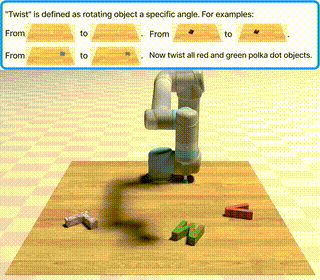 "Twist" is defined as rotating object a specific angle. For examples:
From to . From to .
From to . Now twist all red and green polka dot objects.